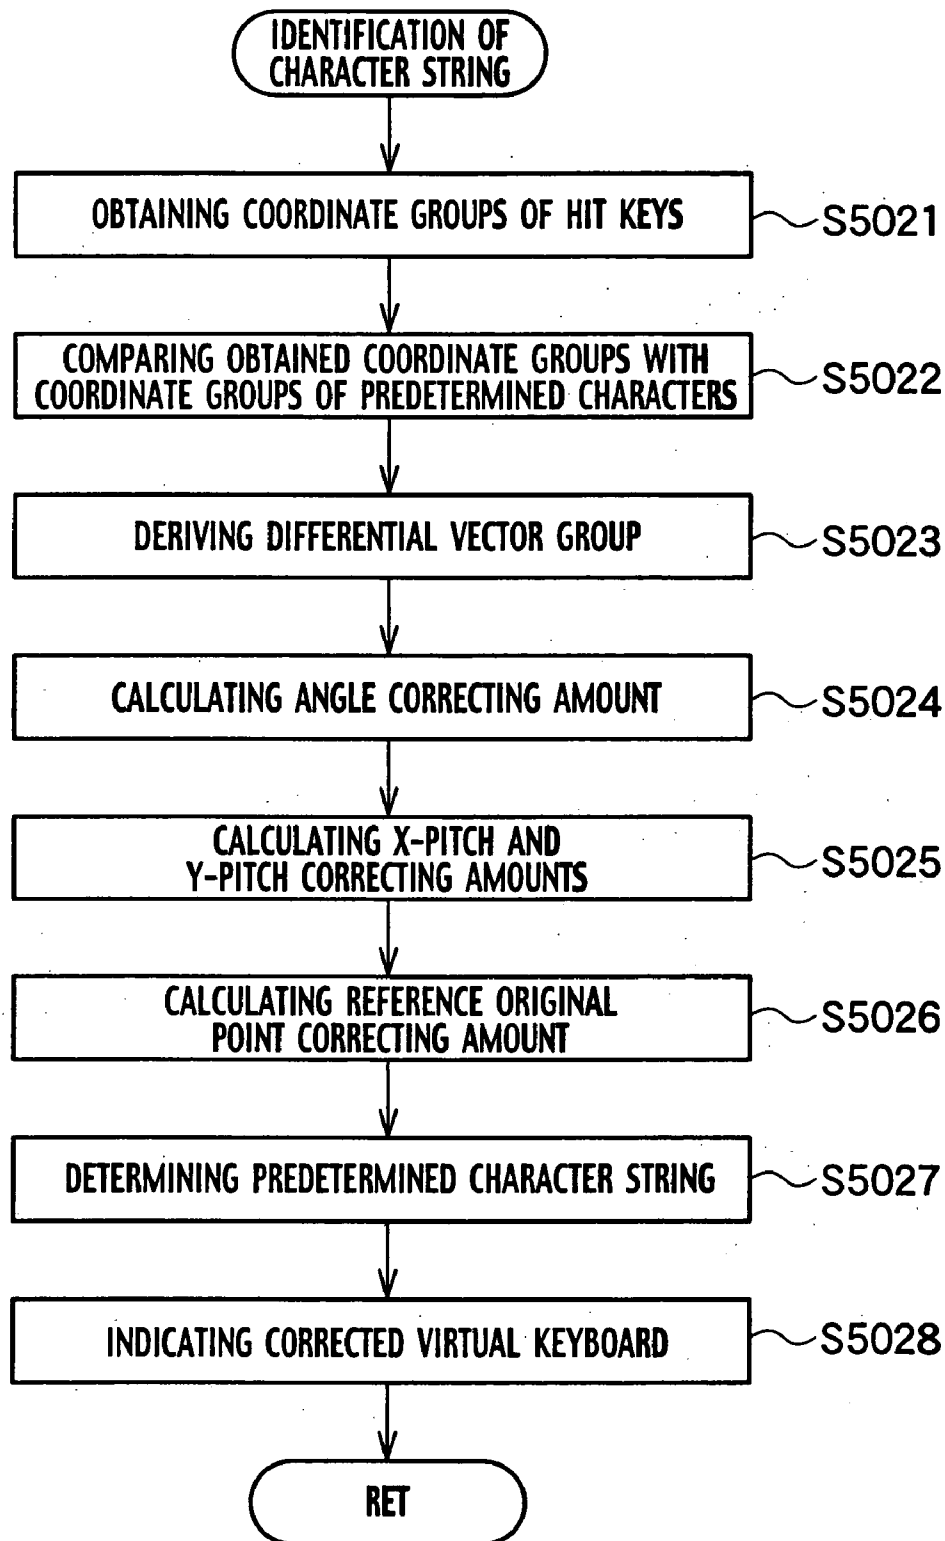 IDENTIFICATION OF
CHARACTER STRING
OBTAINING COORDINATE GROUPS OF HIT KEYS
S5021
COMPARING OBTAINED COORDINATE GROUPS WITH
COORDINATE GROUPS OF PREDETERMINED CHARACTERS
S5022
DERIVING DIFFERENTIAL VECTOR GROUP
S5023
CALCULATING ANGLE CORRECTING AMOUNT
S5024
CALCULATING X-PITCH AND
Y-PITCH CORRECTING AMOUNTS
S5025
CALCULATING REFERENCE ORIGINAL
POINT CORRECTING AMOUNT
S5026
DETERMINING PREDETERMINED CHARACTER STRING
S5027
INDICATING CORRECTED VIRTUAL KEYBOARD
S5028
RET